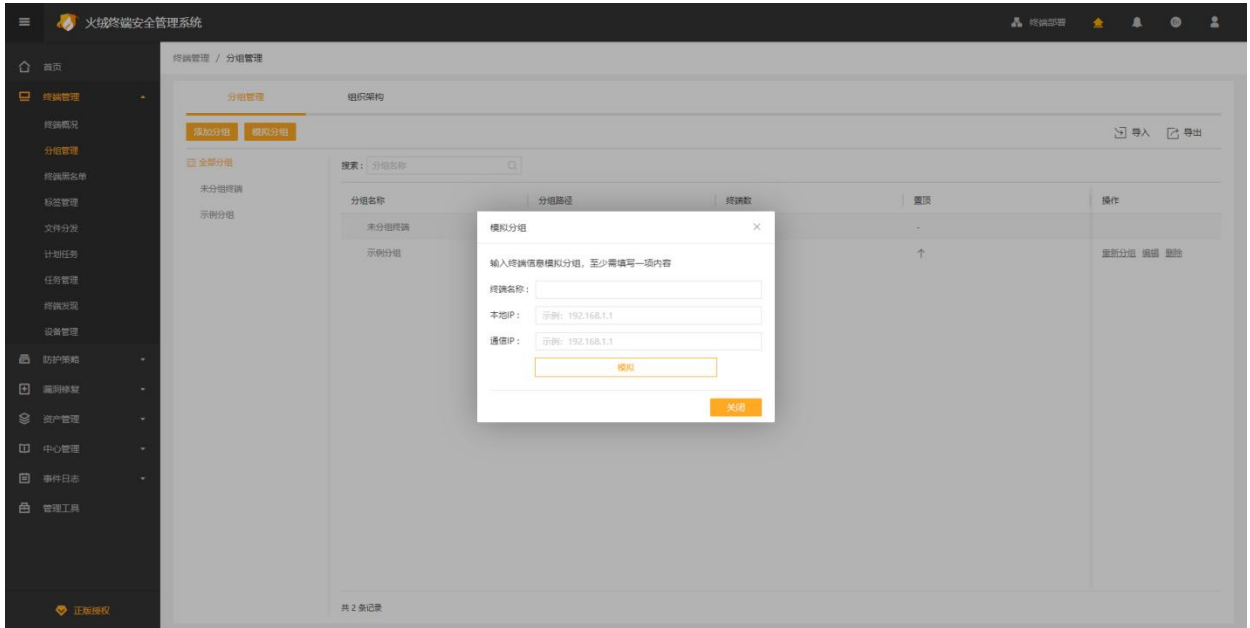 火绒终端安全管理系统
终端部署
首页
终端管理 / 分组管理
终端管理
分组管理
组织架构
终端概况
添加分组
模拟分组
导入
导出
分组管理
全部分组
搜素：
分组名称
终端黑名单
未分组终端
标签管理
分组名称
分组路径
终端数
置顶
操作
示例分组
文件分发
未分组终端
-
模拟分组
计划任务
示例分组
重新分组 编辑 删除
输入终端信息模拟分组，至少需填写一项内容
任务管理
终端名称：
终端发现
本地IP：
示例：192.168.1.1
设备管理
通信IP：
示例：192.168.1.1
防护策略
模拟
漏洞修复
关闭
资产管理
中心管理
事件日志
管理工具
正版授权
共 2 条记录